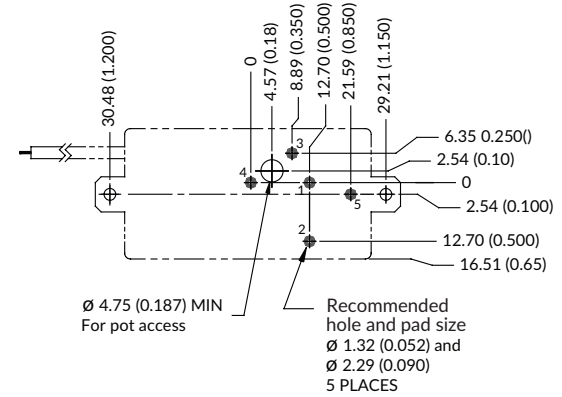 30.48 (1.200)
0
4.57 (0.18)
8.89 (0.350)
12.70 (0.500)
21.59 (0.850)
29.21 (1.150)
3
4
1
5
2
6.35 0.250()
2.54 (0.10)
0
2.54 (0.100)
12.70 (0.500)
16.51 (0.65)
Ø 4.75 (0.187) MIN
For pot access
Recommended
hole and pad size
Ø 1.32 (0.052) and
Ø 2.29 (0.090)
5 PLACES